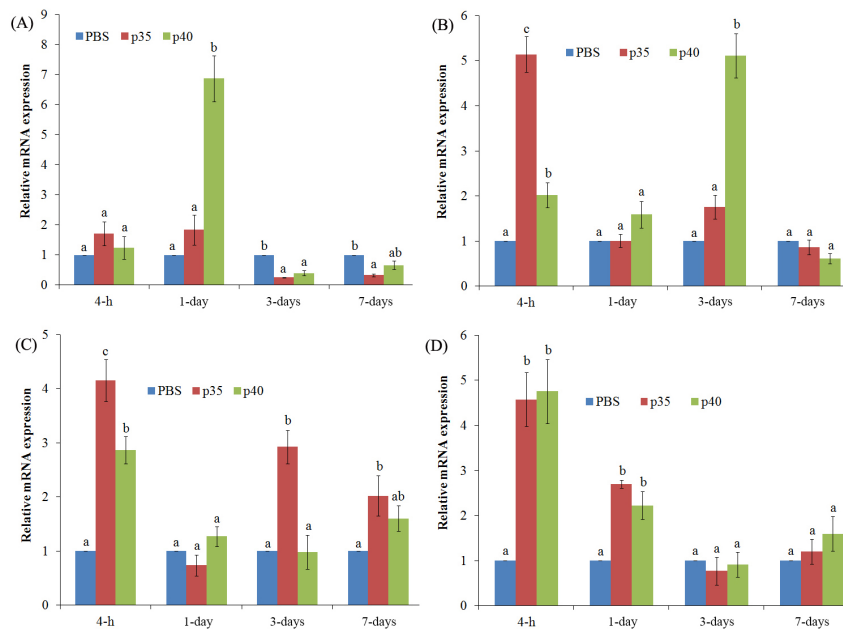 (A)
PBS p35 p40
Relative mRNA expression
9
8
7
6
5
4
3
2
1
0
a a a
a a b
b a a
b a ab
4-h 1-day 3-days 7-days
(B)
PBS p35 p40
Relative mRNA expression
6
5
4
3
2
1
0
a c b
a a a
a a b
a a a
4-h 1-day 3-days 7-days
(C)
PBS p35 p40
Relative mRNA expression
5
4
3
2
1
0
a c b
a a a
a b a
a b ab
4-h 1-day 3-days 7-days
(D)
PBS p35 p40
Relative mRNA expression
6
5
4
3
2
1
0
a b b
a b b
a a a
a a a
4-h 1-day 3-days 7-days